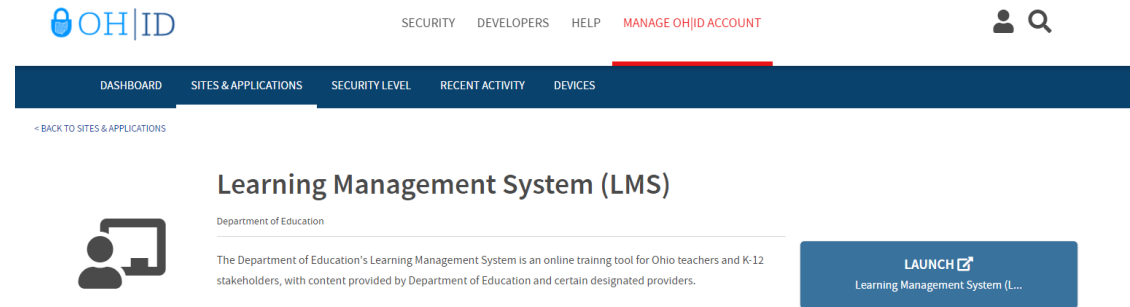 OH|ID
SECURITY DEVELOPERS HELP MANAGE OH|ID ACCOUNT
DASHBOARD SITES & APPLICATIONS SECURITY LEVEL RECENT ACTIVITY DEVICES
< BACK TO SITES & APPLICATIONS
Learning Management System (LMS)
Department of Education
The Department of Education's Learning Management System is an online trainng tool for Ohio teachers and K-12
stakeholders, with content provided by Department of Education and certain designated providers.
LAUNCH
Learning Management System (L...